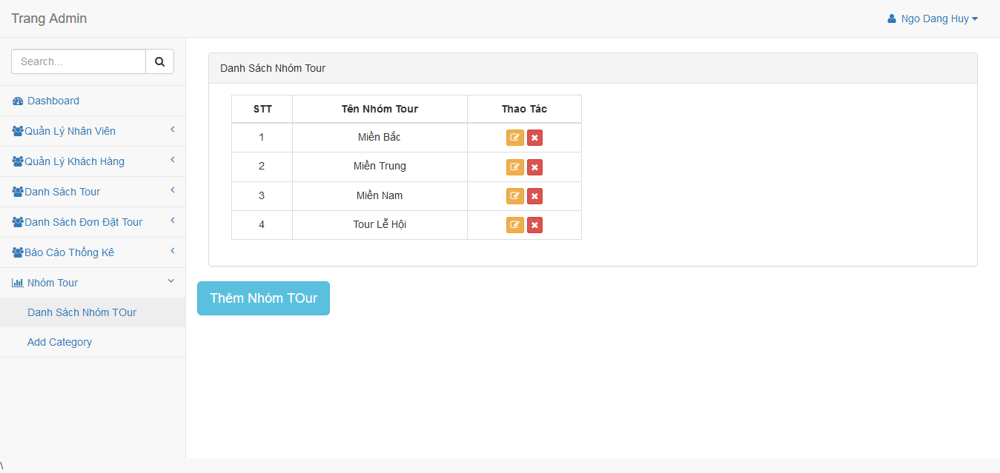 Trang Admin
Ngo Dang Huy
Search...
Dashboard
Quản Lý Nhân Viên
Quản Lý Khách Hàng
Danh Sách Tour
Danh Sách Đơn Đặt Tour
Báo Cáo Thống Kê
Nhóm Tour
Danh Sách Nhóm TOur
Add Category
Danh Sách Nhóm Tour
STT Tên Nhóm Tour Thao Tác
1 Miền Bắc
2 Miền Trung
3 Miền Nam
4 Tour Lễ Hội
Thêm Nhóm TOur
\